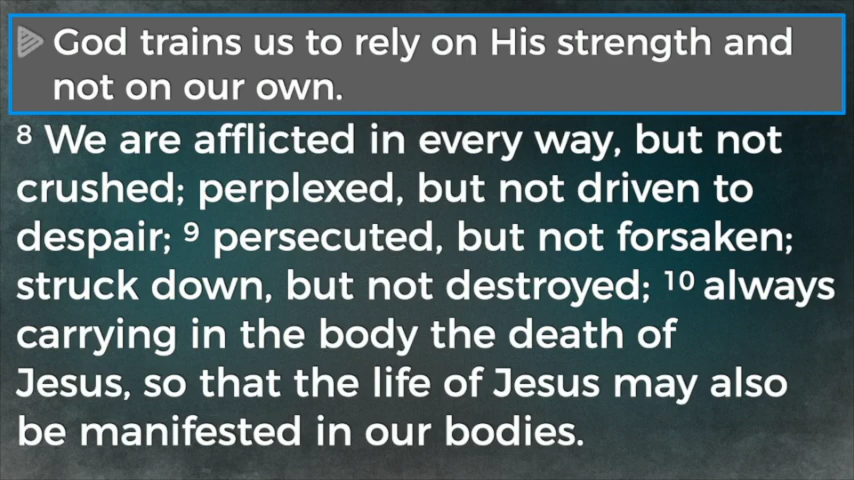 God trains us to rely on His strength and
not on our own.
8 We are afflicted in every way, but not
crushed; perplexed, but not driven to
despair; 9 persecuted, but not forsaken;
struck down, but not destroyed; 10 always
carrying in the body the death of
Jesus, so that the life of Jesus may also
be manifested in our bodies.